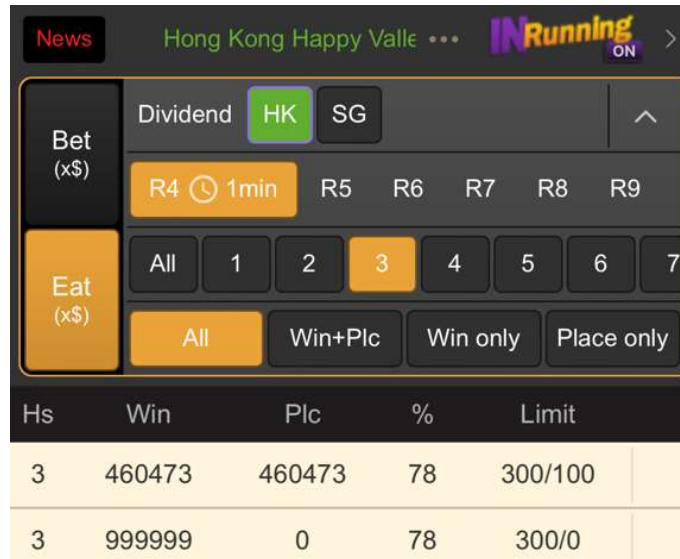 News Hong Kong Happy Valle ••• INRunning ON
Dividend HK SG
Bet
(x$)
R4 1min R5 R6 R7 R8 R9
All 1 2 3 4 5 6 7
Eat
(x$)
All Win+Plc Win only Place only
Hs Win Plc % Limit
3 460473 460473 78 300/100
3 999999 0 78 300/0